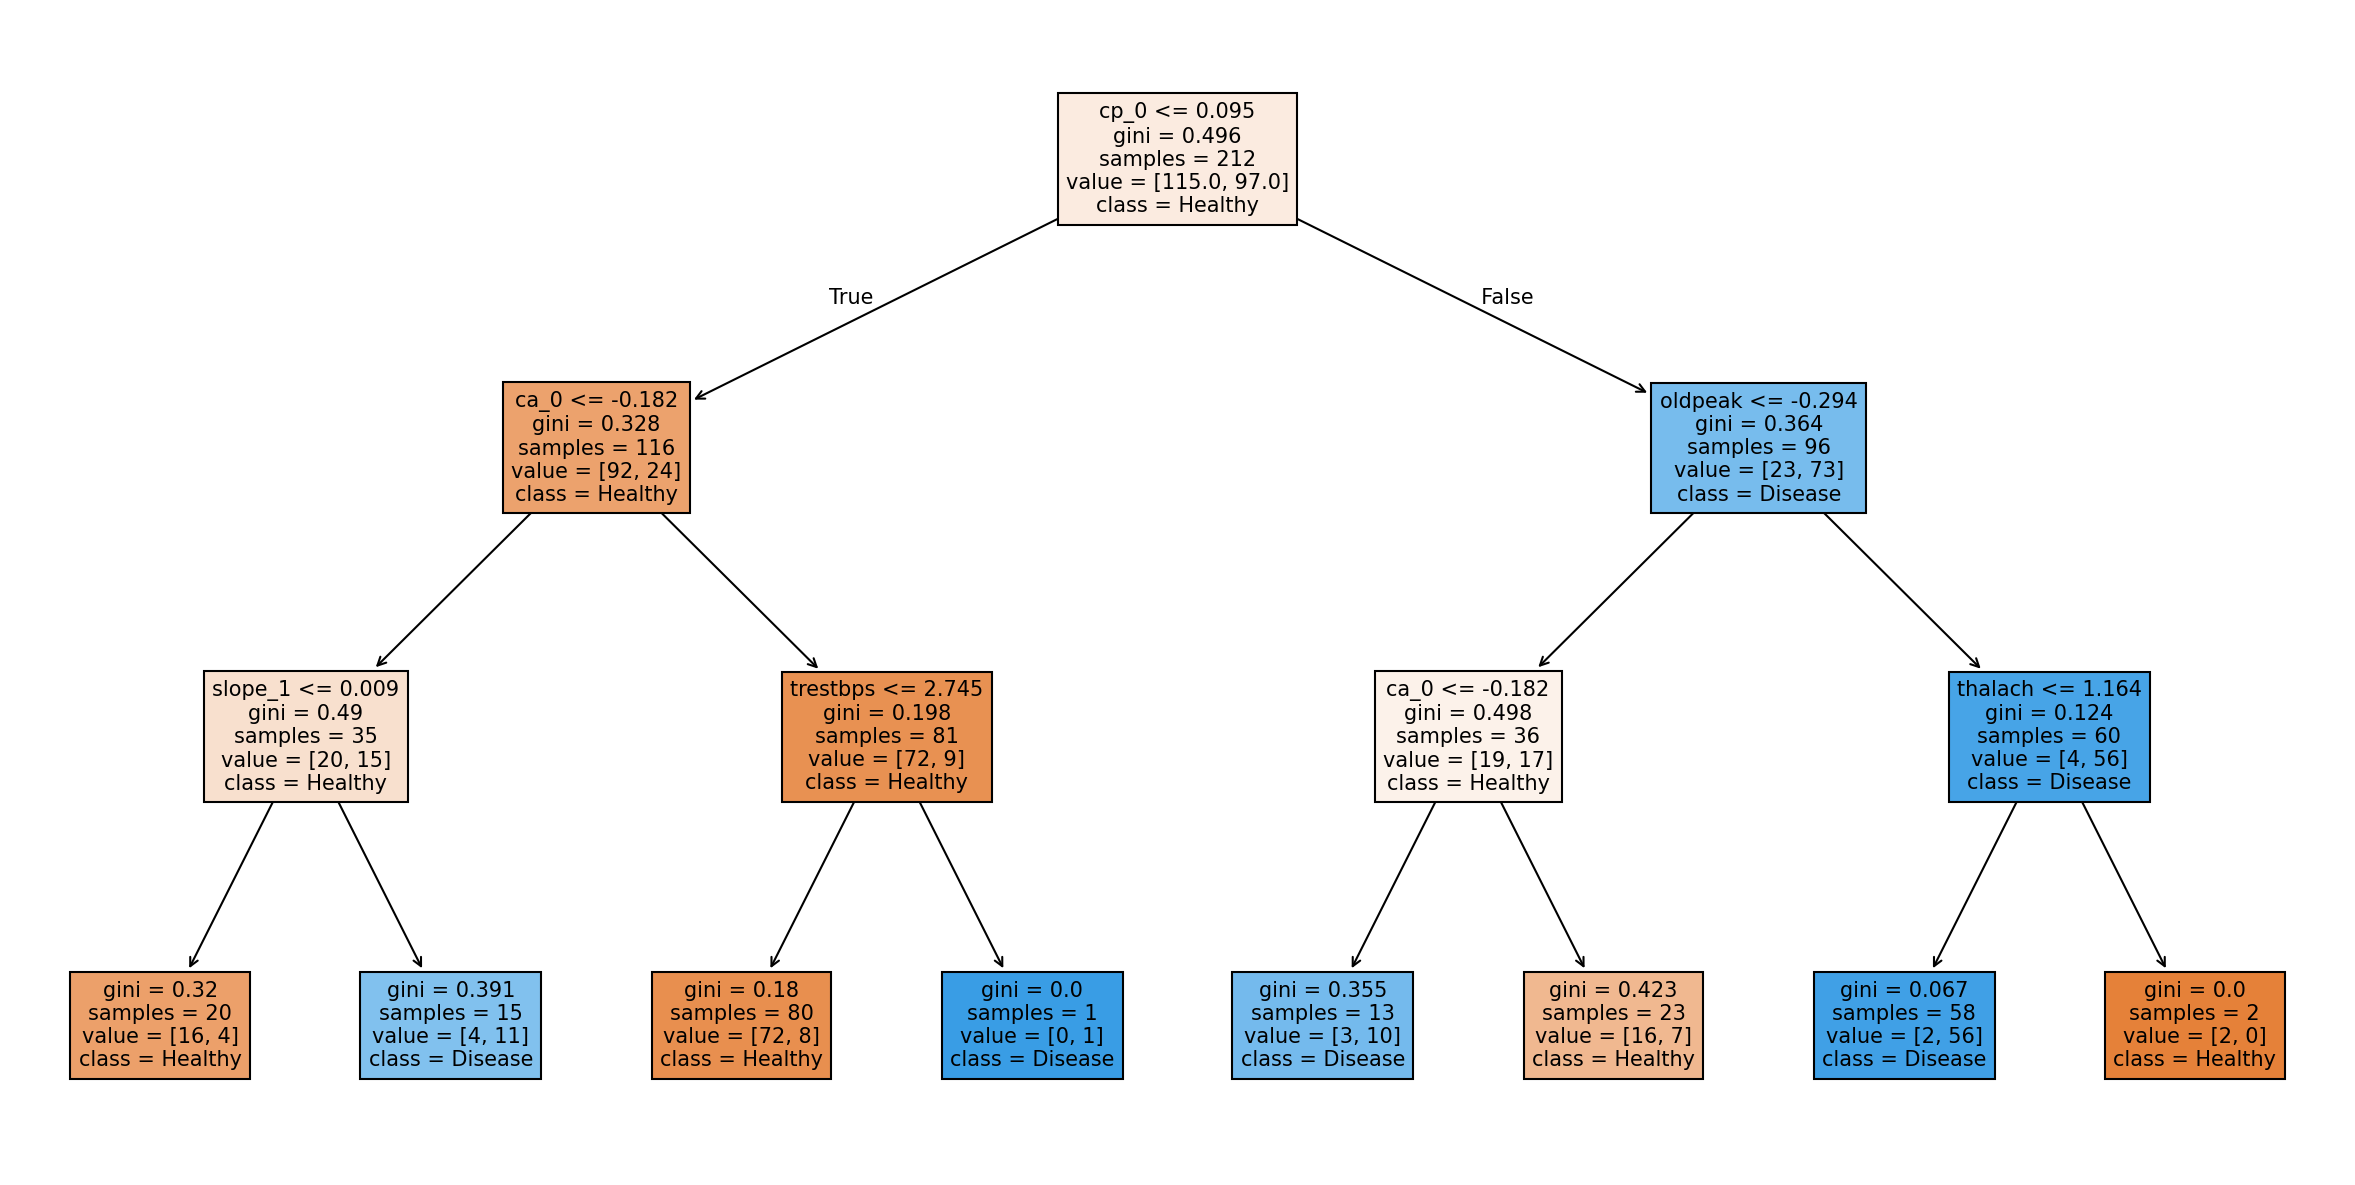 cp_0 <= 0.095
gini = 0.496
samples = 212
value = [115.0, 97.0]
class = Healthy
True
False
ca_0 <= -0.182
gini = 0.328
samples = 116
value = [92, 24]
class = Healthy
oldpeak <= -0.294
gini = 0.364
samples = 96
value = [23, 73]
class = Disease
slope_1 <= 0.009
gini = 0.49
samples = 35
value = [20, 15]
class = Healthy
trestbps <= 2.745
gini = 0.198
samples = 81
value = [72, 9]
class = Healthy
ca_0 <= -0.182
gini = 0.498
samples = 36
value = [19, 17]
class = Healthy
thalach <= 1.164
gini = 0.124
samples = 60
value = [4, 56]
class = Disease
gini = 0.32
samples = 20
value = [16, 4]
class = Healthy
gini = 0.391
samples = 15
value = [4, 11]
class = Disease
gini = 0.18
samples = 80
value = [72, 8]
class = Healthy
gini = 0.0
samples = 1
value = [0, 1]
class = Disease
gini = 0.355
samples = 13
value = [3, 10]
class = Disease
gini = 0.423
samples = 23
value = [16, 7]
class = Healthy
gini = 0.067
samples = 58
value = [2, 56]
class = Disease
gini = 0.0
samples = 2
value = [2, 0]
class = Healthy